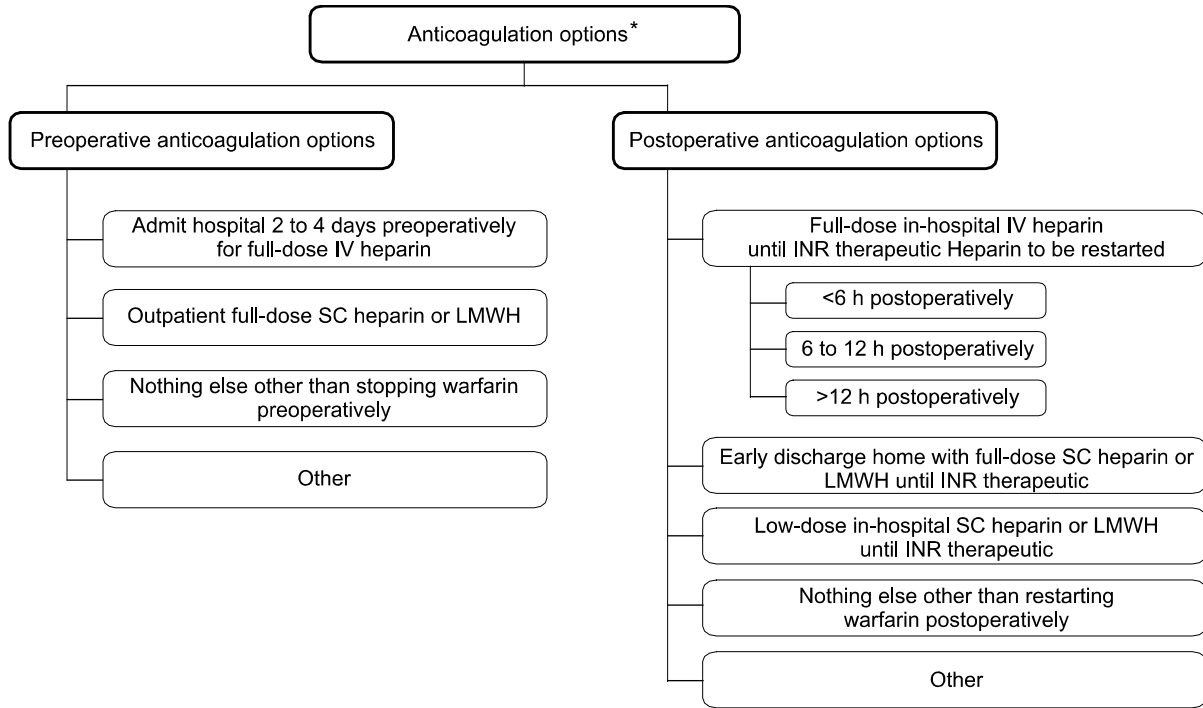 Anticoagulation options*
Preoperative anticoagulation options
Admit hospital 2 to 4 days preoperatively
for full-dose IV heparin
Outpatient full-dose SC heparin or LMWH
Nothing else other than stopping warfarin
preoperatively
Other
Postoperative anticoagulation options
Full-dose in-hospital IV heparin
until INR therapeutic Heparin to be restarted
<6 h postoperatively
6 to 12 h postoperatively
>12 h postoperatively
Early discharge home with full-dose SC heparin or
LMWH until INR therapeutic
Low-dose in-hospital SC heparin or LMWH
until INR therapeutic
Nothing else other than restarting
warfarin postoperatively
Other